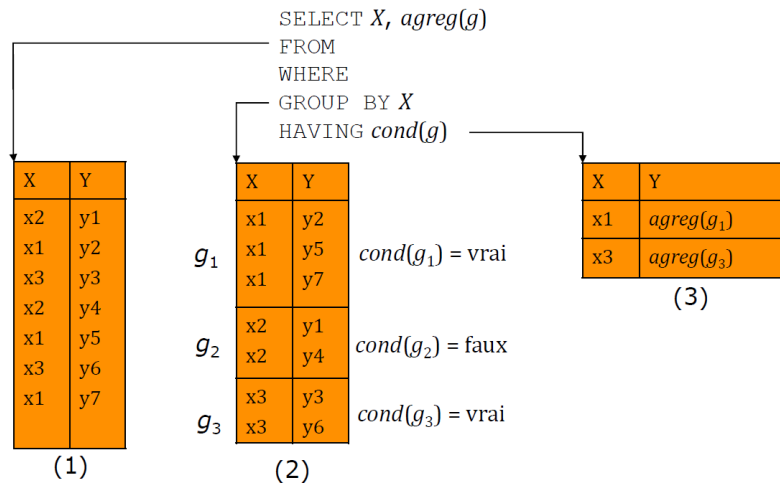 SELECT X, agreg(g)
FROM
WHERE
GROUP BY X
HAVING cond(g)
X Y
x2 y1
x1 y2
x3 y3
x2 y4
x1 y5
x3 y6
x1 y7
(1)
X Y
g1
x1 y2
x1 y5
x1 y7
cond(g1) = vrai
g2
x2 y1
x2 y4
cond(g2) = faux
g3
x3 y3
x3 y6
cond(g3) = vrai
(2)
X Y
x1 agreg(g1)
x3 agreg(g3)
(3)